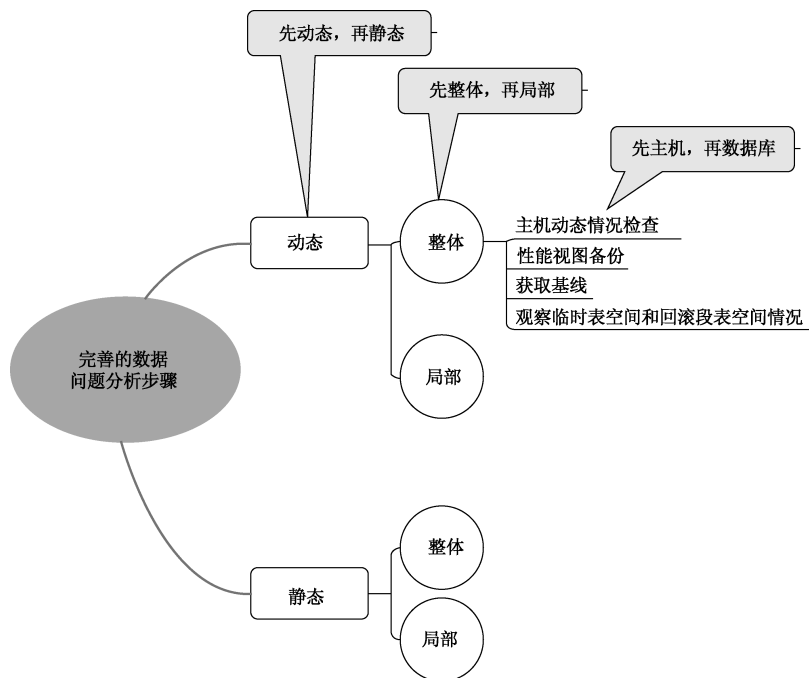 先动态，再静态
先整体，再局部
先主机，再数据库
动态
整体
主机动态情况检查
性能视图备份
获取基线
观察临时表空间和回滚段表空间情况
局部
完善的数据
问题分析步骤
静态
整体
局部